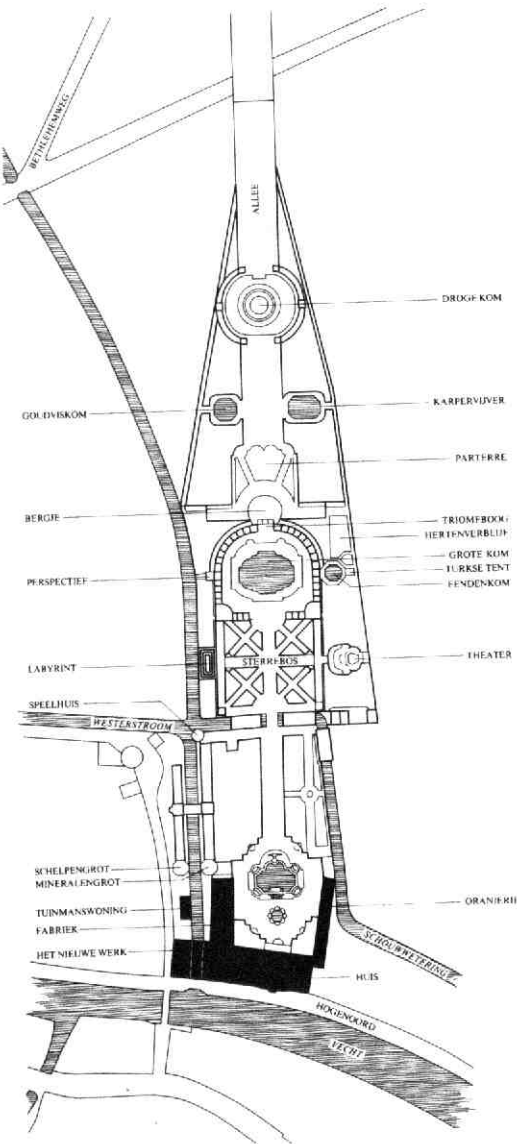 BETHLEHEMWEG
ALLEE
DROGE KOM
GOUDVISKOM
KARPERVIJVER
PARTERRE
BERGJE
TRIOMFBOOG
HERTENVERBLIJF
GROTE KOM
PERSPECTIEF
TURKSE TENT
EENDENKOM
LABYRINT
STERREBOS
THEATER
SPEELHUIS
WESTERSTROOM
SCHELPENGROT
MINERALENGROT
TUINMANSWONING
ORANJERIE
FABRIEK
HET NIEUWE WERK
SCHOUWWETERING
HUIS
HOGENOORD
VECHT